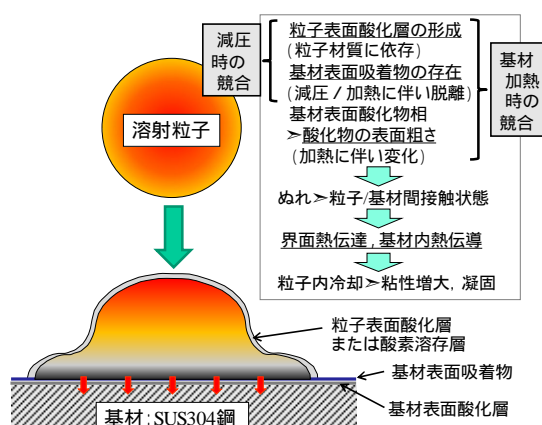 減圧
時の
競合
粒子表面酸化層の形成
(粒子材質に依存)
基材表面吸着物の存在
(減圧/加熱に伴い脱離)
基材表面酸化物相
➣酸化物の表面粗さ
(加熱に伴い変化)
基材
加熱
時の
競合
ぬれ➣粒子/基材間接触状態
界面熱伝達,基材内熱伝導
粒子内冷却➣粘性増大,凝固
溶射粒子
粒子表面酸化層
または酸素溶存層
基材表面吸着物
基材表面酸化層
基材:SUS304鋼